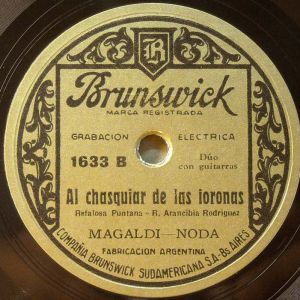 Brunswick
MARCA REGISTRADA
GRABACION ELECTRICA
1633 B
Dúo
con guitarras
Al chasquiar de las loronas
Refalosa Puntana - R. Arancibia Rodriguez
MAGALDI-NODA
FABRICACION ARGENTINA
COMPAÑIA BRUNSWICK SUDAMERICANA S.A-Bs. AIRES